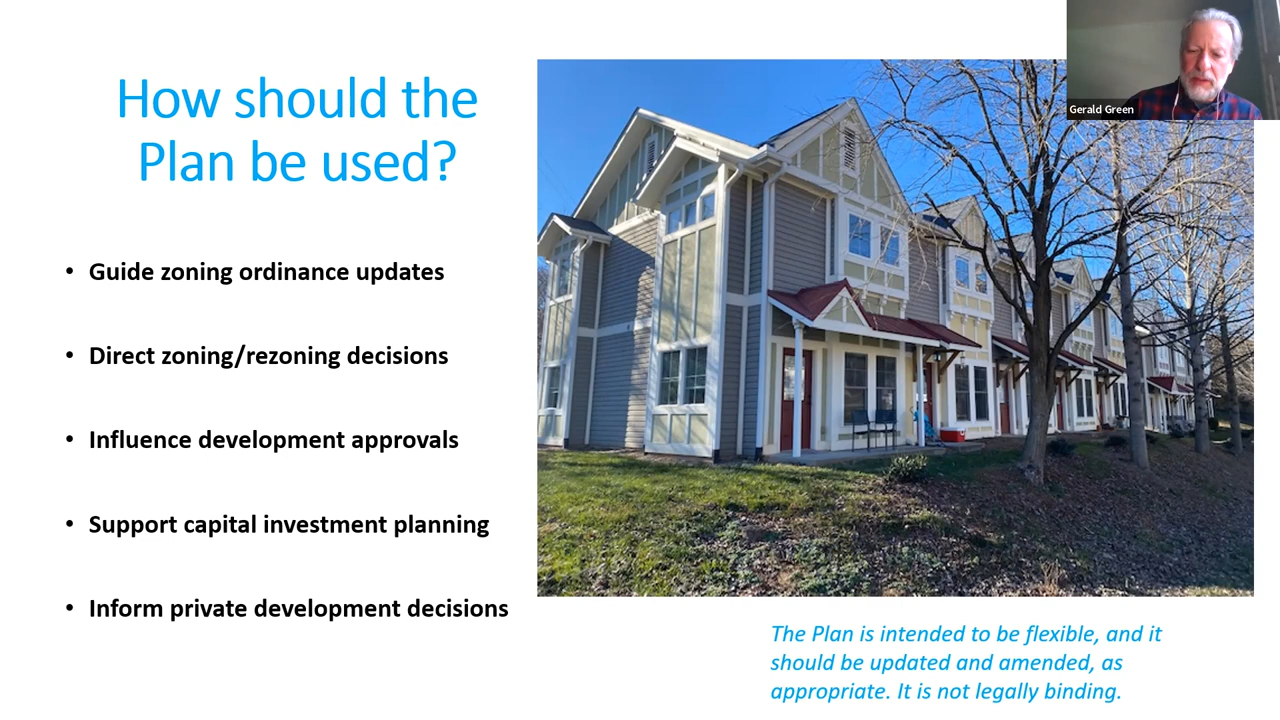 How should the
Plan be used?
• Guide zoning ordinance updates
• Direct zoning/rezoning decisions
• Influence development approvals
• Support capital investment planning
• Inform private development decisions
Gerald Green
The Plan is intended to be flexible, and it
should be updated and amended, as
appropriate. It is not legally binding.